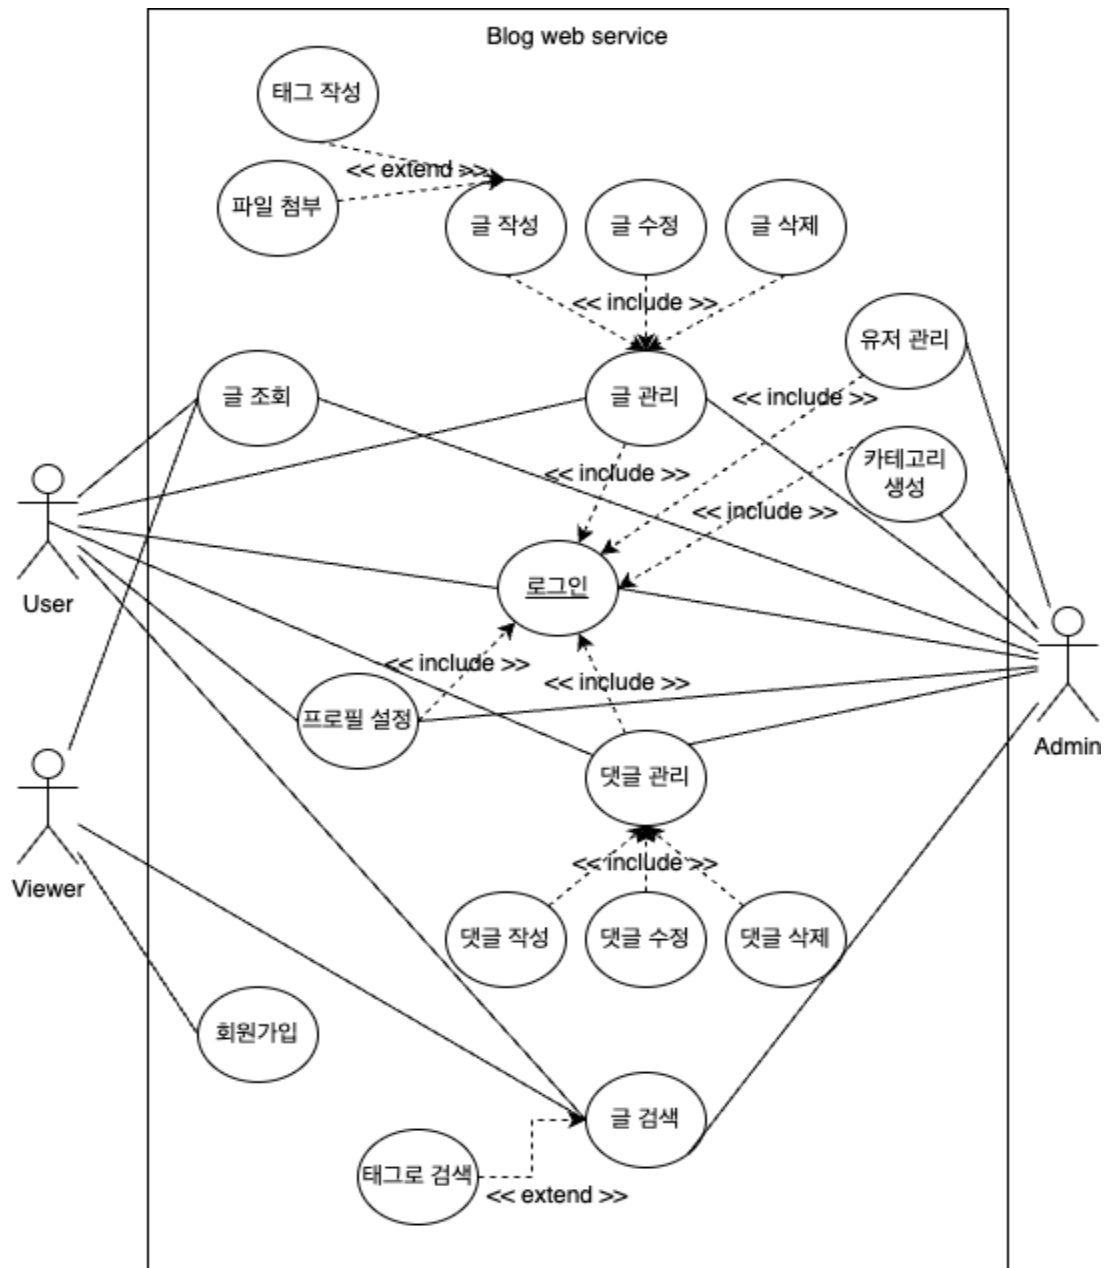 Blog web service
태그 작성
<< extend >>
파일 첨부
글 작성
글 수정
글 삭제
<< include >>
유저 관리
글 조회
글 관리
<< include >>
<< include >>
카테고리
생성
<< include >>
로그인
User
<< include >>
<< include >>
프로필 설정
Admin
댓글 관리
Viewer
<< include >>
댓글 작성
댓글 수정
댓글 삭제
회원가입
글 검색
태그로 검색
<< extend >>